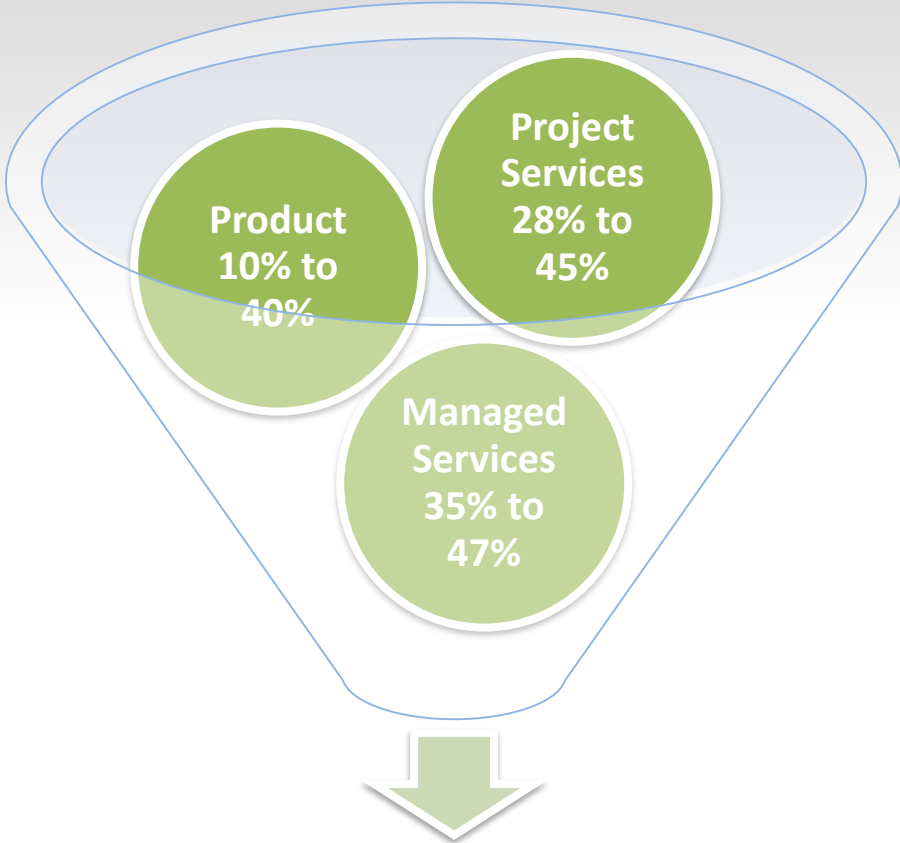 Project
Services
28% to
45%
Product
10% to
40%
Managed
Services
35% to
47%